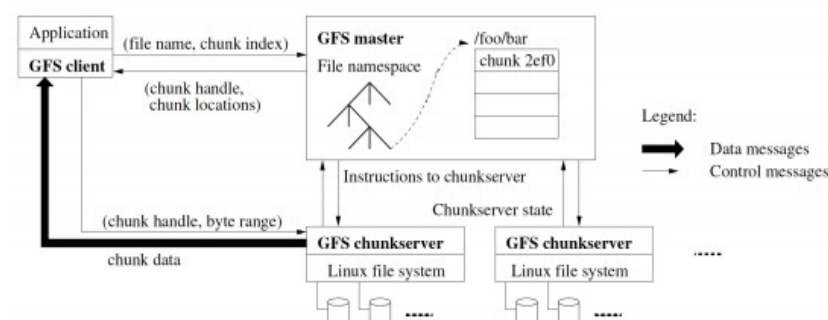 Application
GFS client
(file name, chunk index)
(chunk handle,
chunk locations)
GFS master
File namespace
/foo/bar
chunk 2ef0
Legend:
Data messages
Control messages
Instructions to chunkserver
Chunkserver state
(chunk handle, byte range)
chunk data
GFS chunkserver
Linux file system
GFS chunkserver
Linux file system